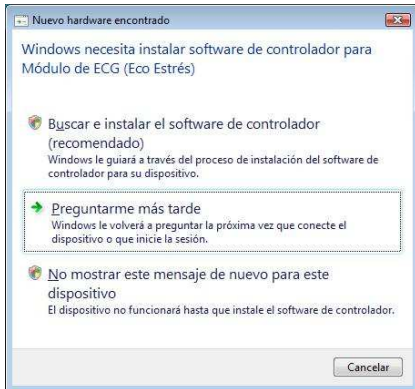 Nuevo hardware encontrado
Windows necesita instalar software de controlador para
Módulo de ECG (Eco Estrés)
Buscar e instalar el software de controlador
(recomendado)
Windows le guiará a través del proceso de instalación del software de
controlador para su dispositivo.
Preguntarme más tarde
Windows le volverá a preguntar la próxima vez que conecte el
dispositivo o que inicie la sesión.
No mostrar este mensaje de nuevo para este
dispositivo
El dispositivo no funcionará hasta que instale el software de controlador.
Cancelar